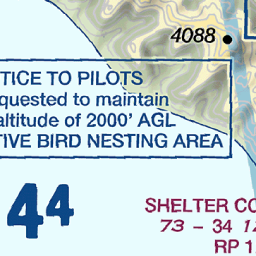 4088
TICE TO PILOTS
quested to maintain
altitude of 2000' AGL
TIVE BIRD NESTING AREA
44
SHELTER CO
73 - 34
RP 1